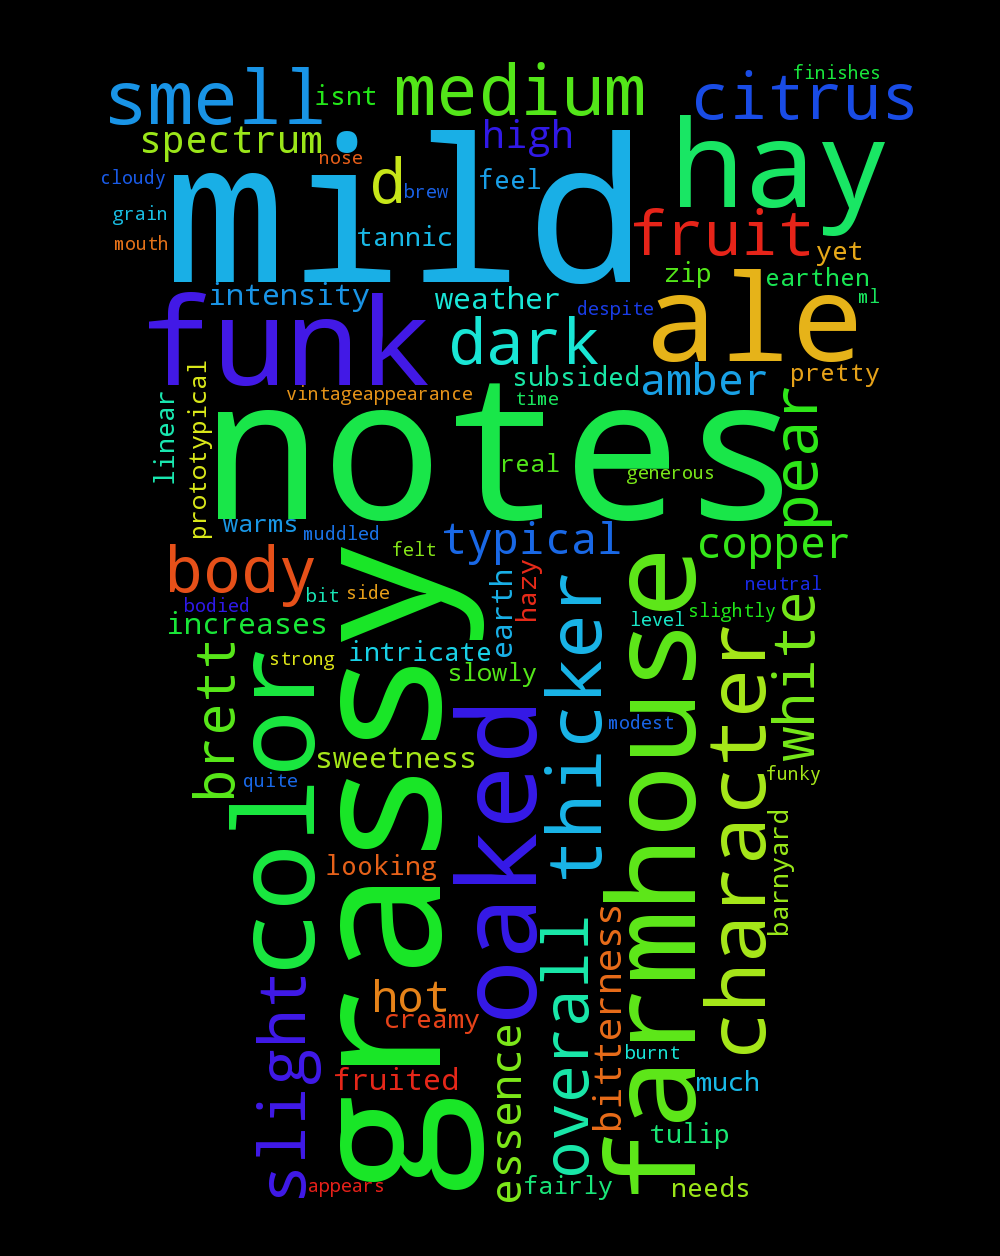 finishes
smell
isnt
medium
citrus
spectrum
high
hay
nose
mild
cloudy
d
brew
feel
grain
mouth
tannic
fruit
yet
zip
earthen
intensity
weather
despite
ale
ml
funk
dark
subsided
amber
pretty
prototypical
linear
vintageappearance
time
notes
real
generous
pear
warms
muddled
felt
typical
copper
body
bit
side
earth
hazy
neutral
bodied
increases
level
slightly
white
strong
intricate
slowly
brett
color
grassy
sweetness
quite
oaked
thicker
modest
farmhouse
character
funky
barnyard
looking
slight
hot
creamy
fruited
essence
overall
bitterness
burnt
much
tulip
appears
fairly
needs